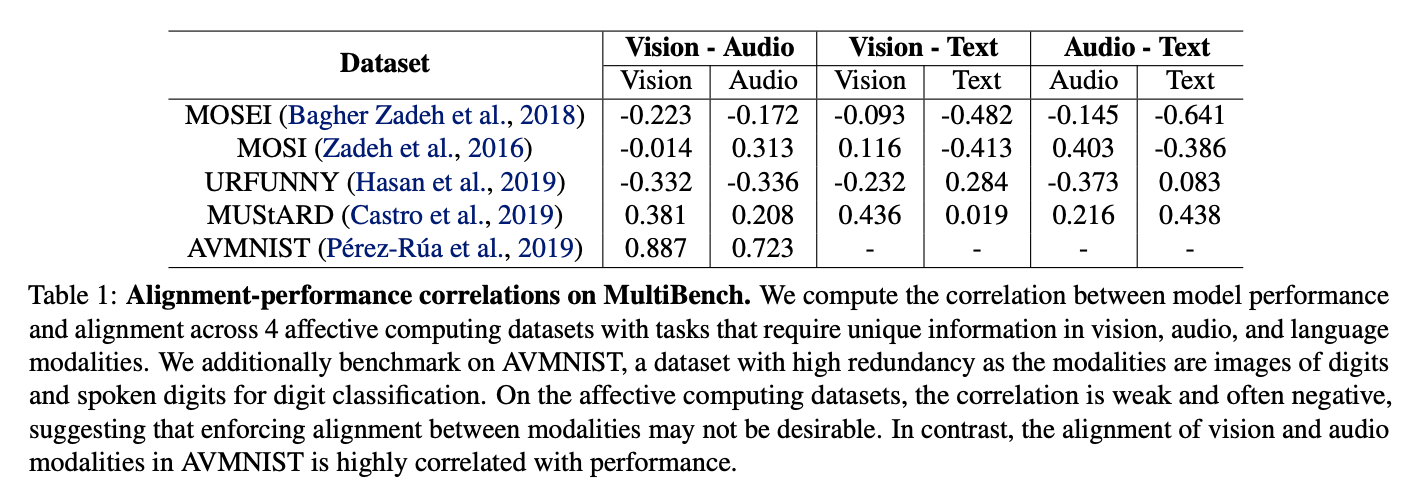 Dataset Vision - Audio Vision - Text Audio - Text
Vision Audio Vision Text Audio Text
MOSEI (Bagher Zadeh et al., 2018) -0.223 -0.172 -0.093 -0.482 -0.145 -0.641
MOSI (Zadeh et al., 2016) -0.014 0.313 0.116 -0.413 0.403 -0.386
URFUNNY (Hasan et al., 2019) -0.332 -0.336 -0.232 0.284 -0.373 0.083
MUStARD (Castro et al., 2019) 0.381 0.208 0.436 0.019 0.216 0.438
AVMNIST (Pérez-Rúa et al., 2019) 0.887 0.723 - - - -
Table 1: Alignment-performance correlations on MultiBench. We compute the correlation between model performance
and alignment across 4 affective computing datasets with tasks that require unique information in vision, audio, and language
modalities. We additionally benchmark on AVMNIST, a dataset with high redundancy as the modalities are images of digits
and spoken digits for digit classification. On the affective computing datasets, the correlation is weak and often negative,
suggesting that enforcing alignment between modalities may not be desirable. In contrast, the alignment of vision and audio
modalities in AVMNIST is highly correlated with performance.